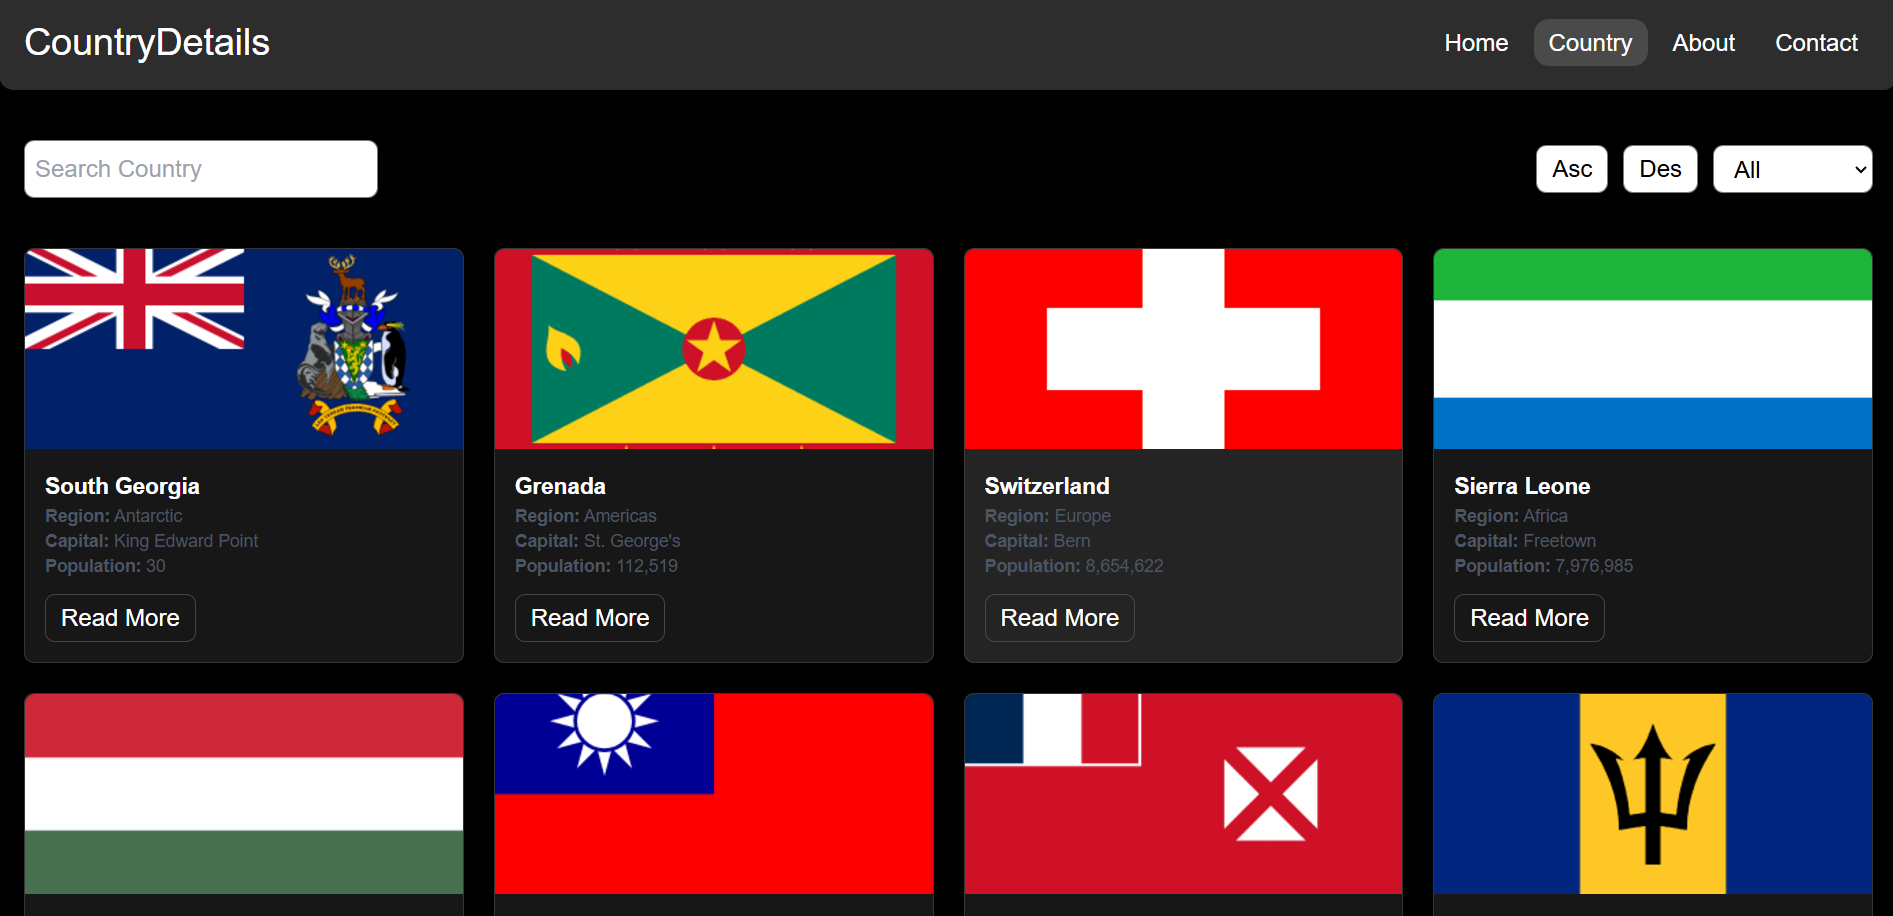 CountryDetails
Home
Country
About
Contact
Search Country
Asc
Des
All
South Georgia
Region: Antarctic
Capital: King Edward Point
Population: 30
Read More
Grenada
Region: Americas
Capital: St. George's
Population: 112,519
Read More
Switzerland
Region: Europe
Capital: Bern
Population: 8,654,622
Read More
Sierra Leone
Region: Africa
Capital: Freetown
Population: 7,976,985
Read More